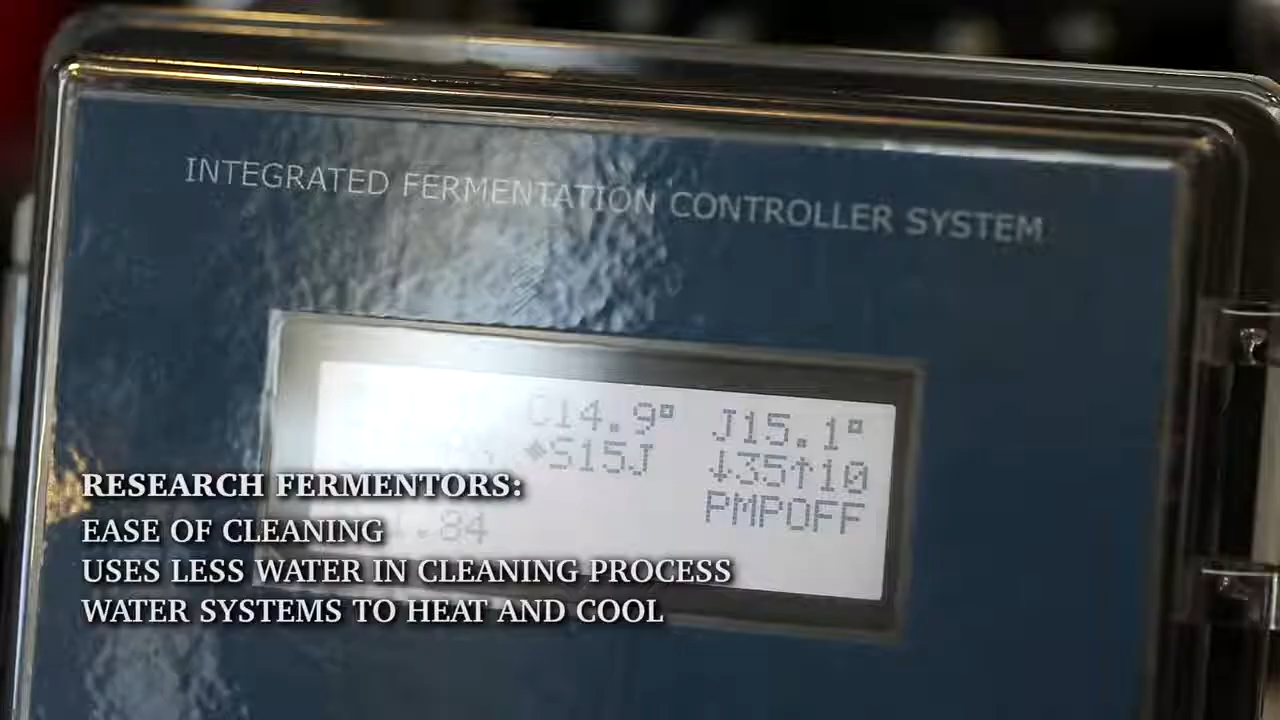 INTEGRATED FERMENTATION CONTROLLER SYSTEM
C14.9° J15.1°
*S15J ↓35↑10
PMPOFF
.84
RESEARCH FERMENTORS:
EASE OF CLEANING
USES LESS WATER IN CLEANING PROCESS
WATER SYSTEMS TO HEAT AND COOL